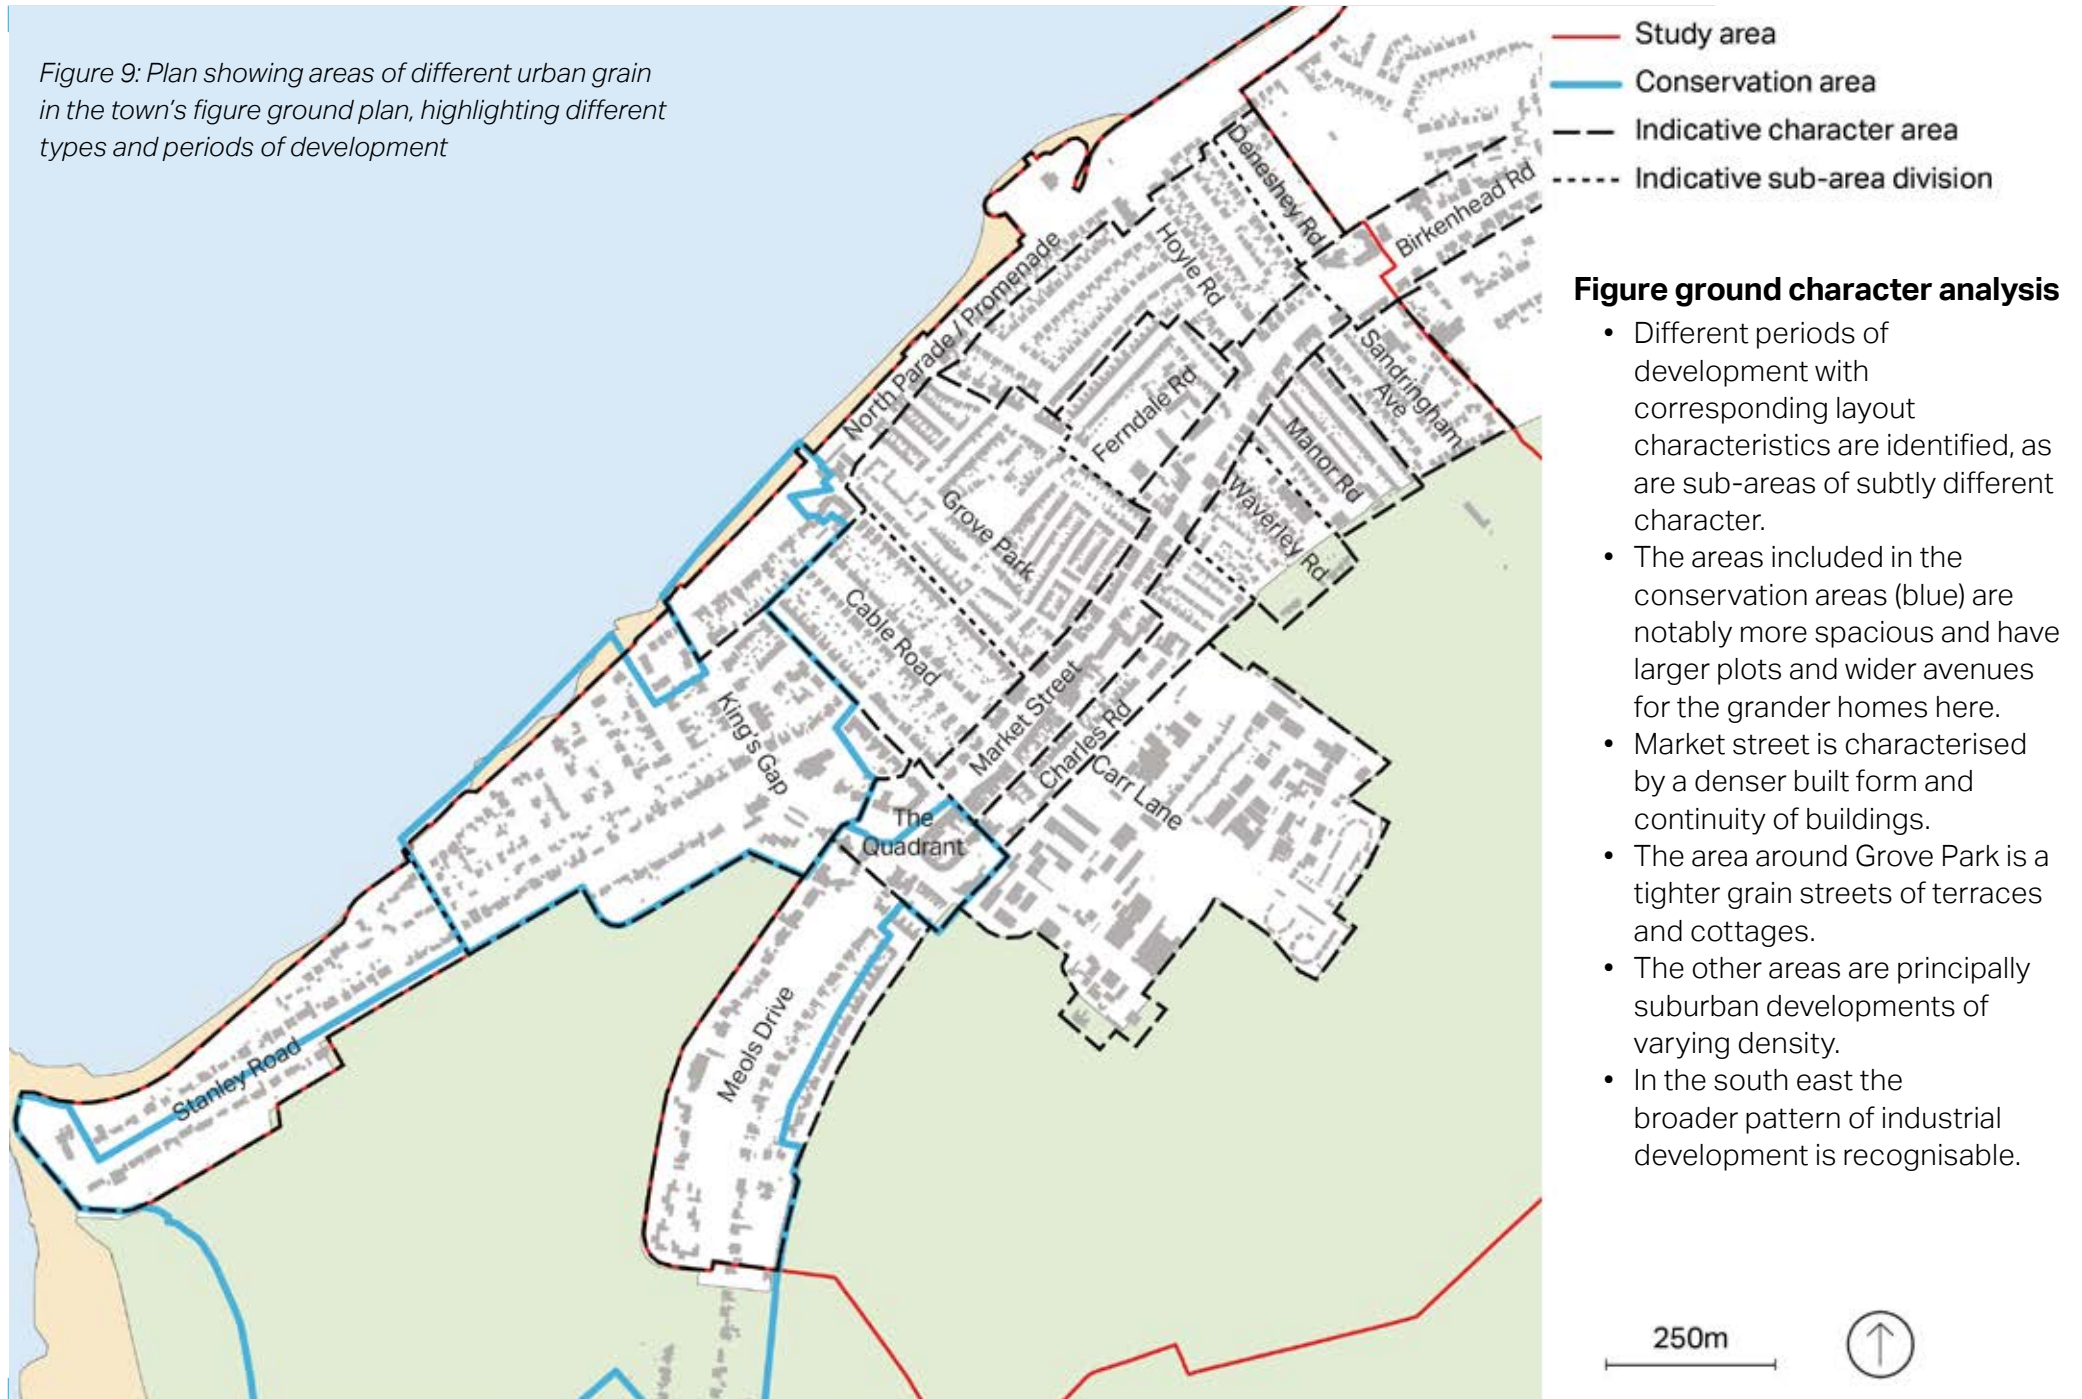 Figure 9: Plan showing areas of different urban grain
in the town's figure ground plan, highlighting different
types and periods of development
Study area
Conservation area
Indicative character area
Indicative sub-area division
Deneshey Rd
Birkenhead Rd
Hoyle Rd
North Parade / Promenade
Sandringham
Ave
Ferndale Rd
Manor Rd
Waverley Rd
Grove Park
Cable Road
King's Gap
Market Street
Charles Rd
Carr Lane
The
Quadrant
Meols Drive
Stanley Road
Figure ground character analysis
• Different periods of
development with
corresponding layout
characteristics are identified, as
are sub-areas of subtly different
character.
• The areas included in the
conservation areas (blue) are
notably more spacious and have
larger plots and wider avenues
for the grander homes here.
• Market street is characterised
by a denser built form and
continuity of buildings.
• The area around Grove Park is a
tighter grain streets of terraces
and cottages.
• The other areas are principally
suburban developments of
varying density.
• In the south east the
broader pattern of industrial
development is recognisable.
250m